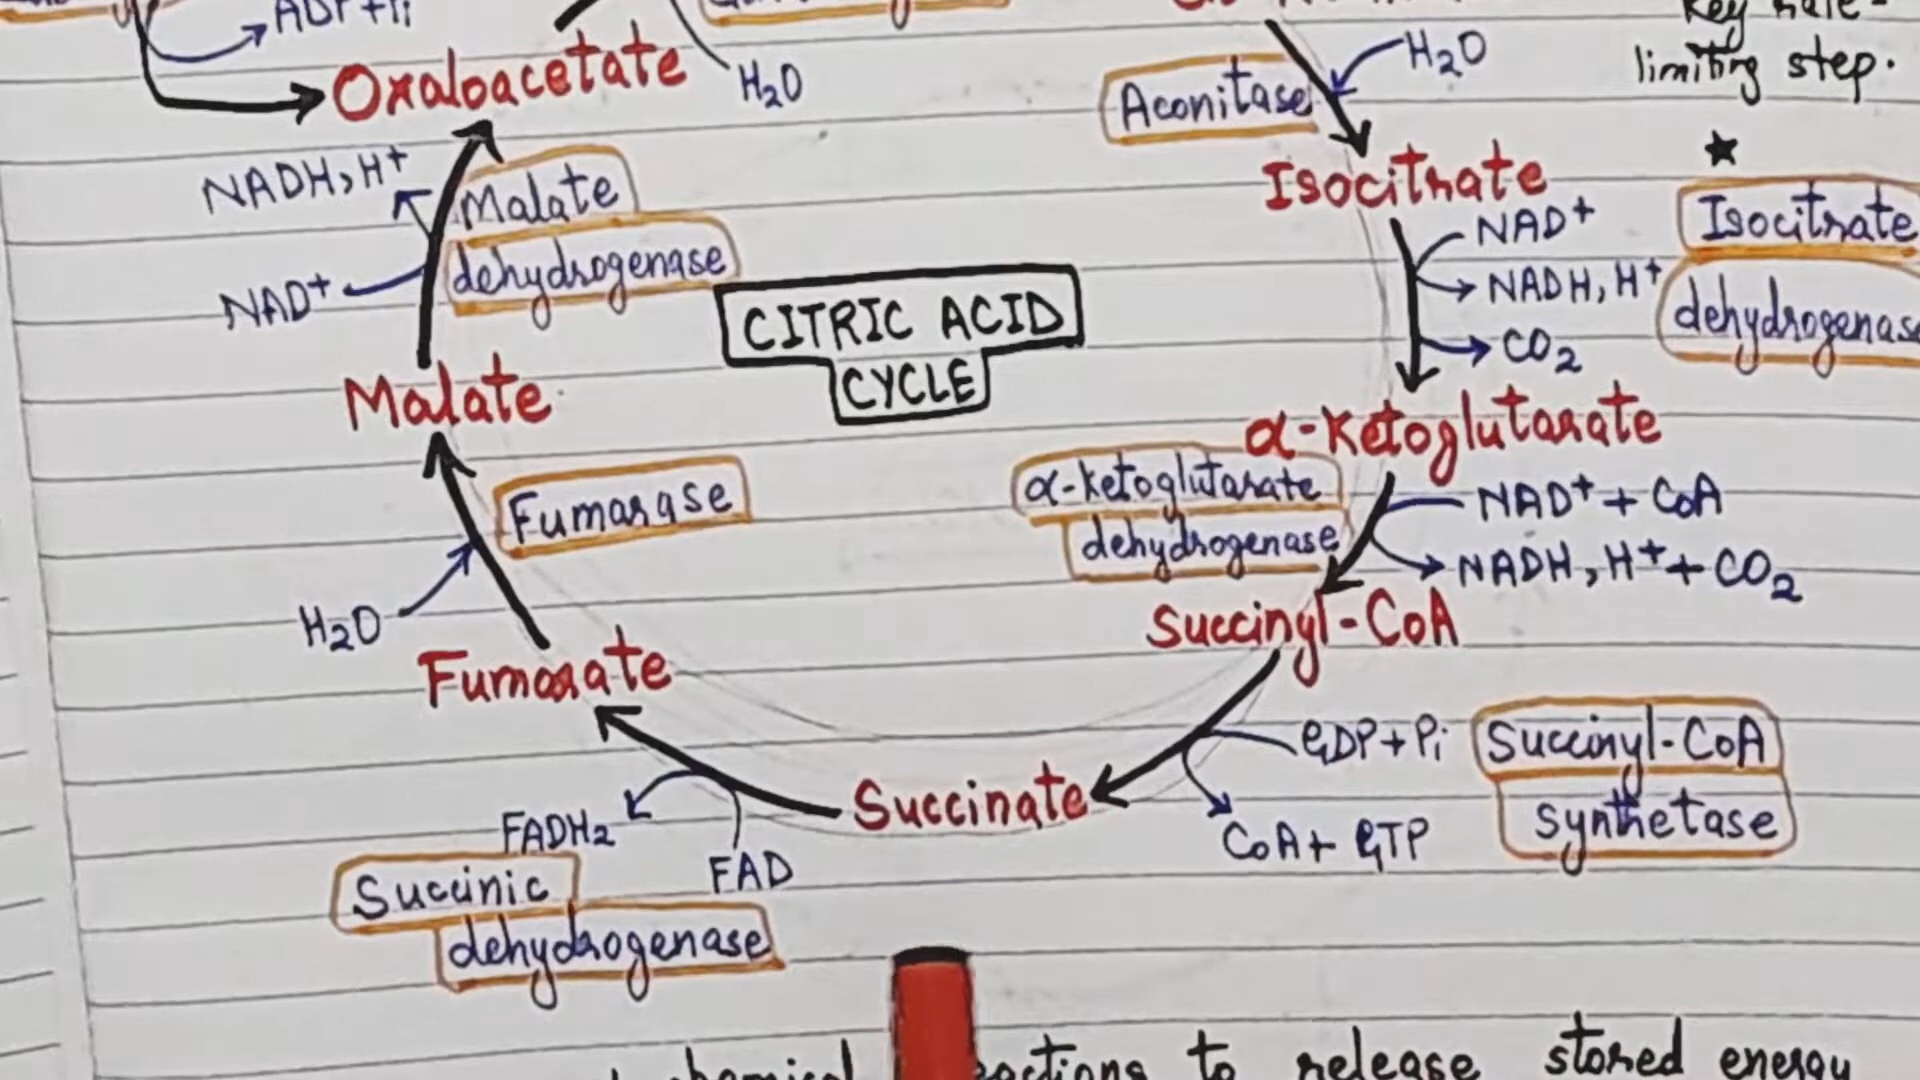 ADP+Pi
Key rate-
limiting step.
Oxaloacetate
H2O
H2O
Aconitase
Isocitrate
NADH, H+
Malate
dehydrogenase
NAD+
NAD+
NADH, H+
CO2
Isocitrate
dehydrogenase
CITRIC ACID
CYCLE
Malate
α-Ketoglutarate
Fumarase
α-ketoglutarate
dehydrogenase
NAD+ + CoA
NADH, H+ + CO2
H2O
Fumarate
Succinyl-CoA
GDP+Pi
Succinyl-CoA
synthetase
Succinate
CoA+ GTP
FADH2
FAD
Succinic
dehydrogenase
to release stored energy